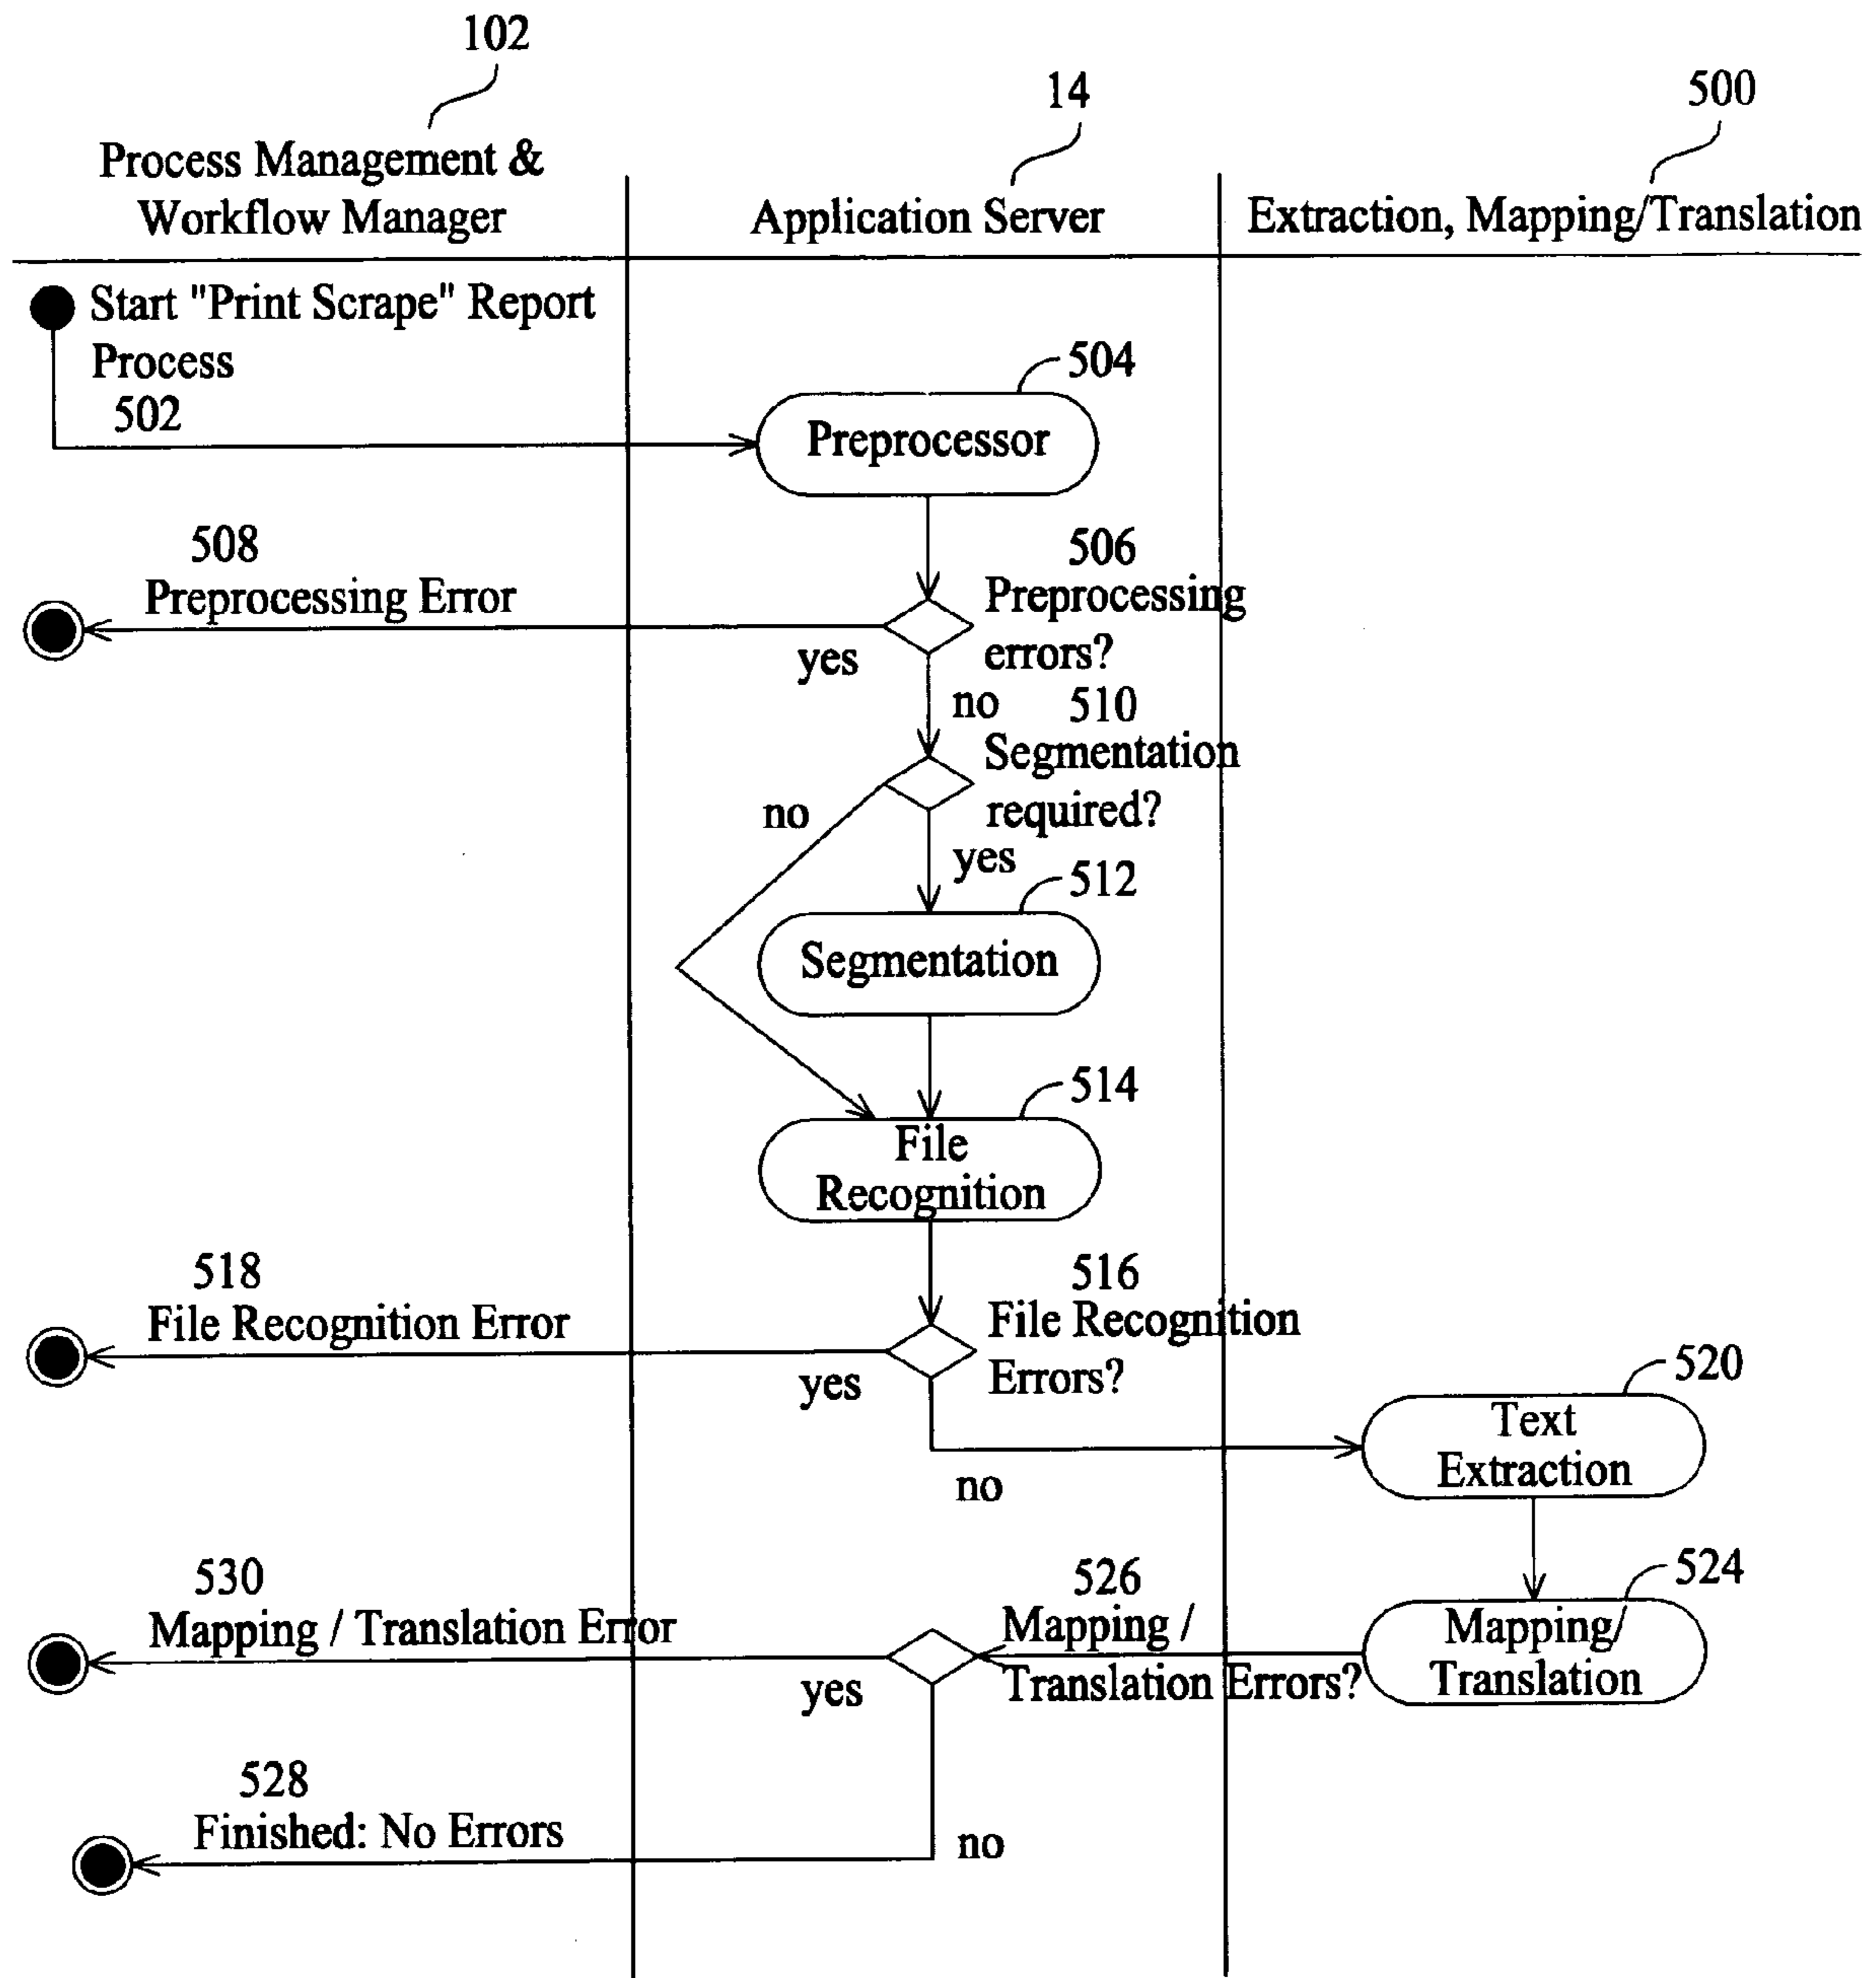 102
14
500
Process Management &
Workflow Manager
Application Server
Extraction, Mapping/Translation
Start "Print Scrape" Report
Process
502
504
Preprocessor
508
Preprocessing Error
506
Preprocessing
errors?
yes
no
510
Segmentation
required?
no
yes
512
Segmentation
514
File
Recognition
518
File Recognition Error
516
File Recognition
Errors?
yes
no
520
Text
Extraction
530
Mapping / Translation Error
526
Mapping /
Translation Errors?
524
Mapping/
Translation
yes
528
Finished: No Errors
no